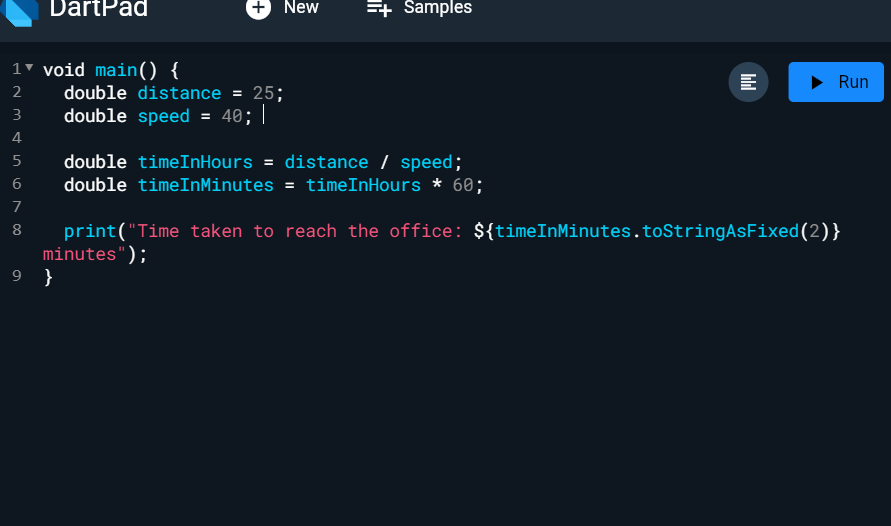 DartPad
New
Samples
Run
1 void main() {
2 double distance = 25;
3 double speed = 40;
4
5 double timeInHours = distance / speed;
6 double timeInMinutes = timeInHours * 60;
7
8 print("Time taken to reach the office: ${timeInMinutes.toStringAsFixed(2)}
minutes");
9 }